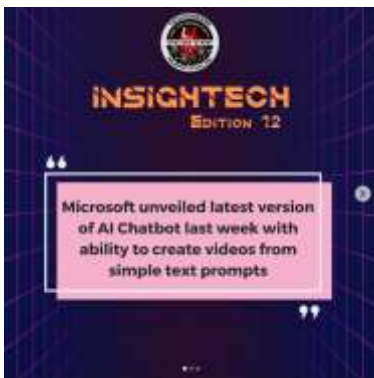 INSIGHTECH
EDITION 12
“
Microsoft unveiled latest version
of AI Chatbot last week with
ability to create videos from
simple text prompts
”